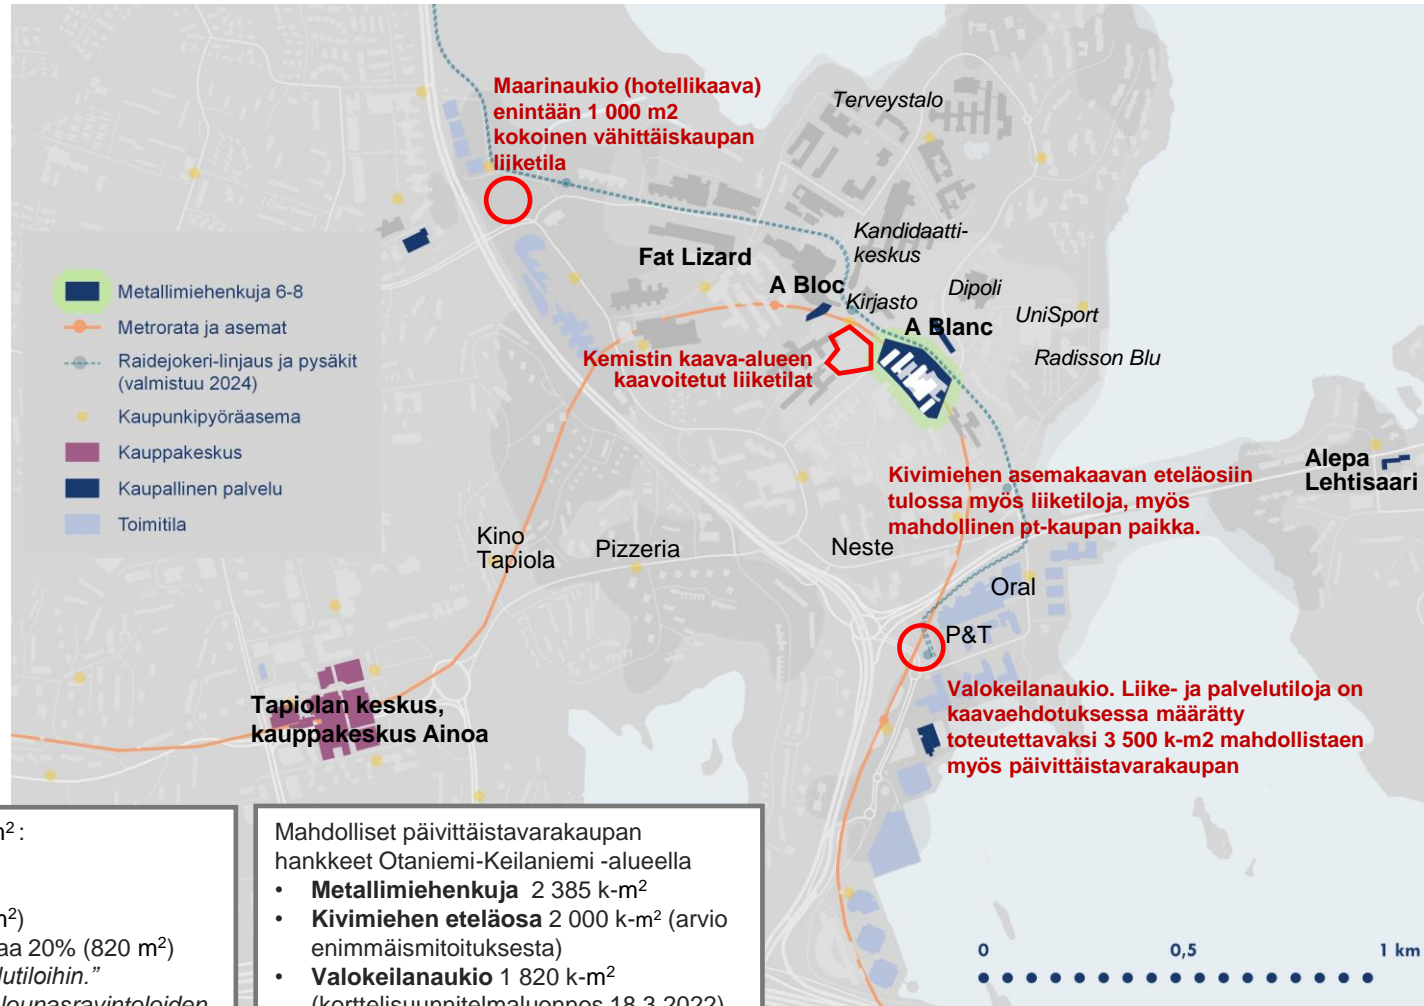 Maarinaukio (hotellikaava)
enintään 1 000 m2
kokoinen vähittäiskaupan
liiketila
Terveystalo
Kandidaatti-
keskus
Fat Lizard
A Bloc
Kirjasto
Dipoli
A Blanc
UniSport
Radisson Blu
Kemistin kaava-alueen
kaavoitetut liiketilat
Metallimiehenkuja 6-8
Metrorata ja asemat
Raidejokeri-linjaus ja pysäkit
(valmistuu 2024)
Kaupunkipyöräasema
Kauppakeskus
Kaupallinen palvelu
Toimitila
Kivimiehen asemakaavan eteläosiin
tulossa myös liiketiloja, myös
mahdollinen pt-kaupan paikka.
Alepa
Lehtisaari
Kino
Tapiola
Pizzeria
Neste
Oral
P&T
Valokeilanaukio. Liike- ja palvelutiloja on
kaavaehdotuksessa määrätty
toteutettavaksi 3 500 k-m2 mahdollistaen
myös päivittäistavarakaupan
Tapiolan keskus,
kauppakeskus Ainoa
m²:
m²)
aa 20% (820 m²)
lutiloihin.”
lounasravintoloiden
Mahdolliset päivittäistavarakaupan
hankkeet Otaniemi-Keilaniemi -alueella
• Metallimiehenkuja 2 385 k-m²
• Kivimiehen eteläosa 2 000 k-m² (arvio
enimmäismitoituksesta)
• Valokeilanaukio 1 820 k-m²
(korttelisuunnitelmaluonnos 18.3.2022)
0 0,5 1 km